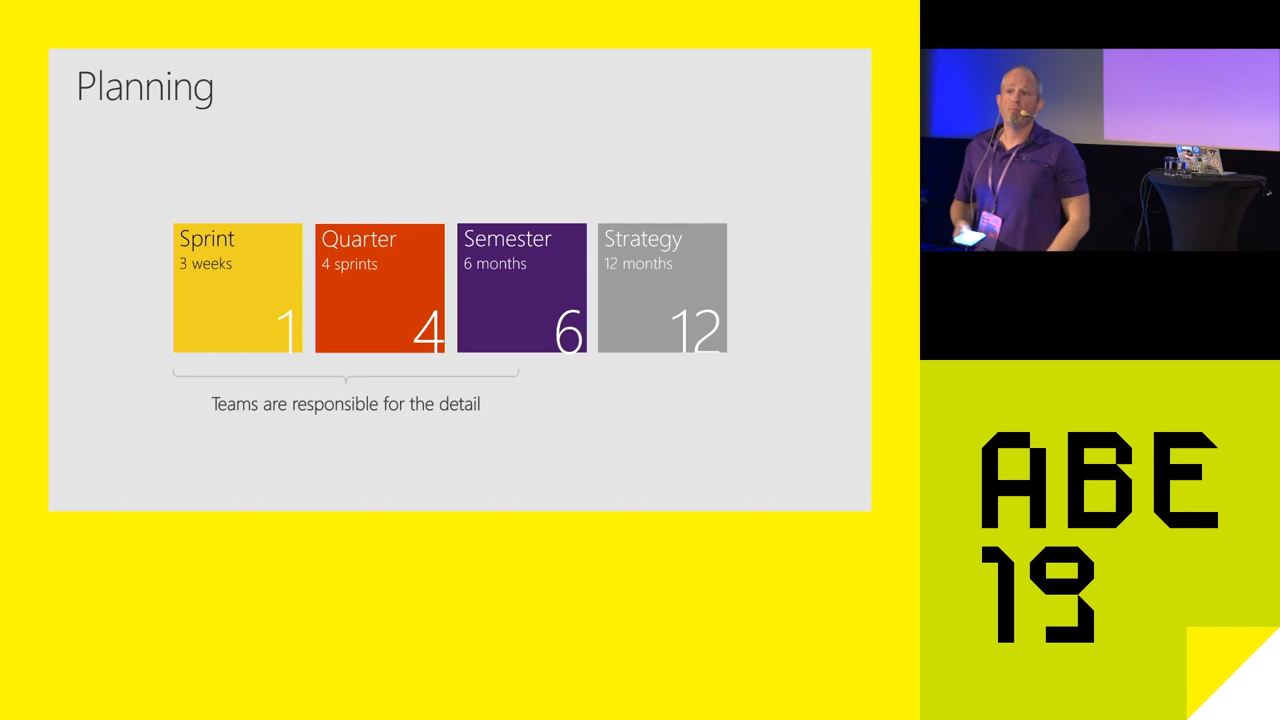 Planning
Sprint
3 weeks
1
Quarter
4 sprints
4
Semester
6 months
6
Strategy
12 months
12
Teams are responsible for the detail
ABE
19